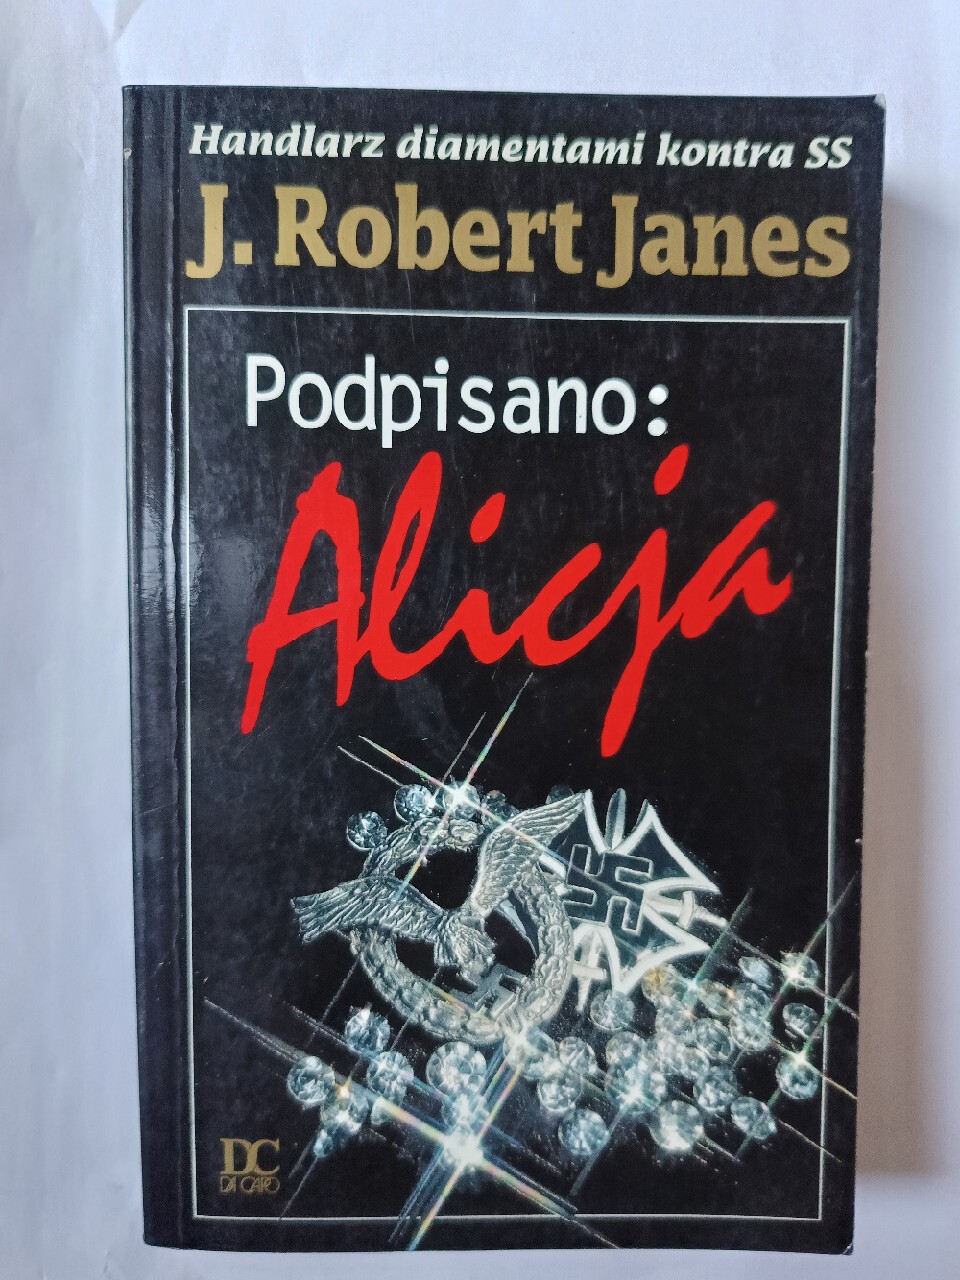 Handlarz diamentami kontra SS
J. Robert Janes
Podpisano:
Alicja
DC
DA CAPO